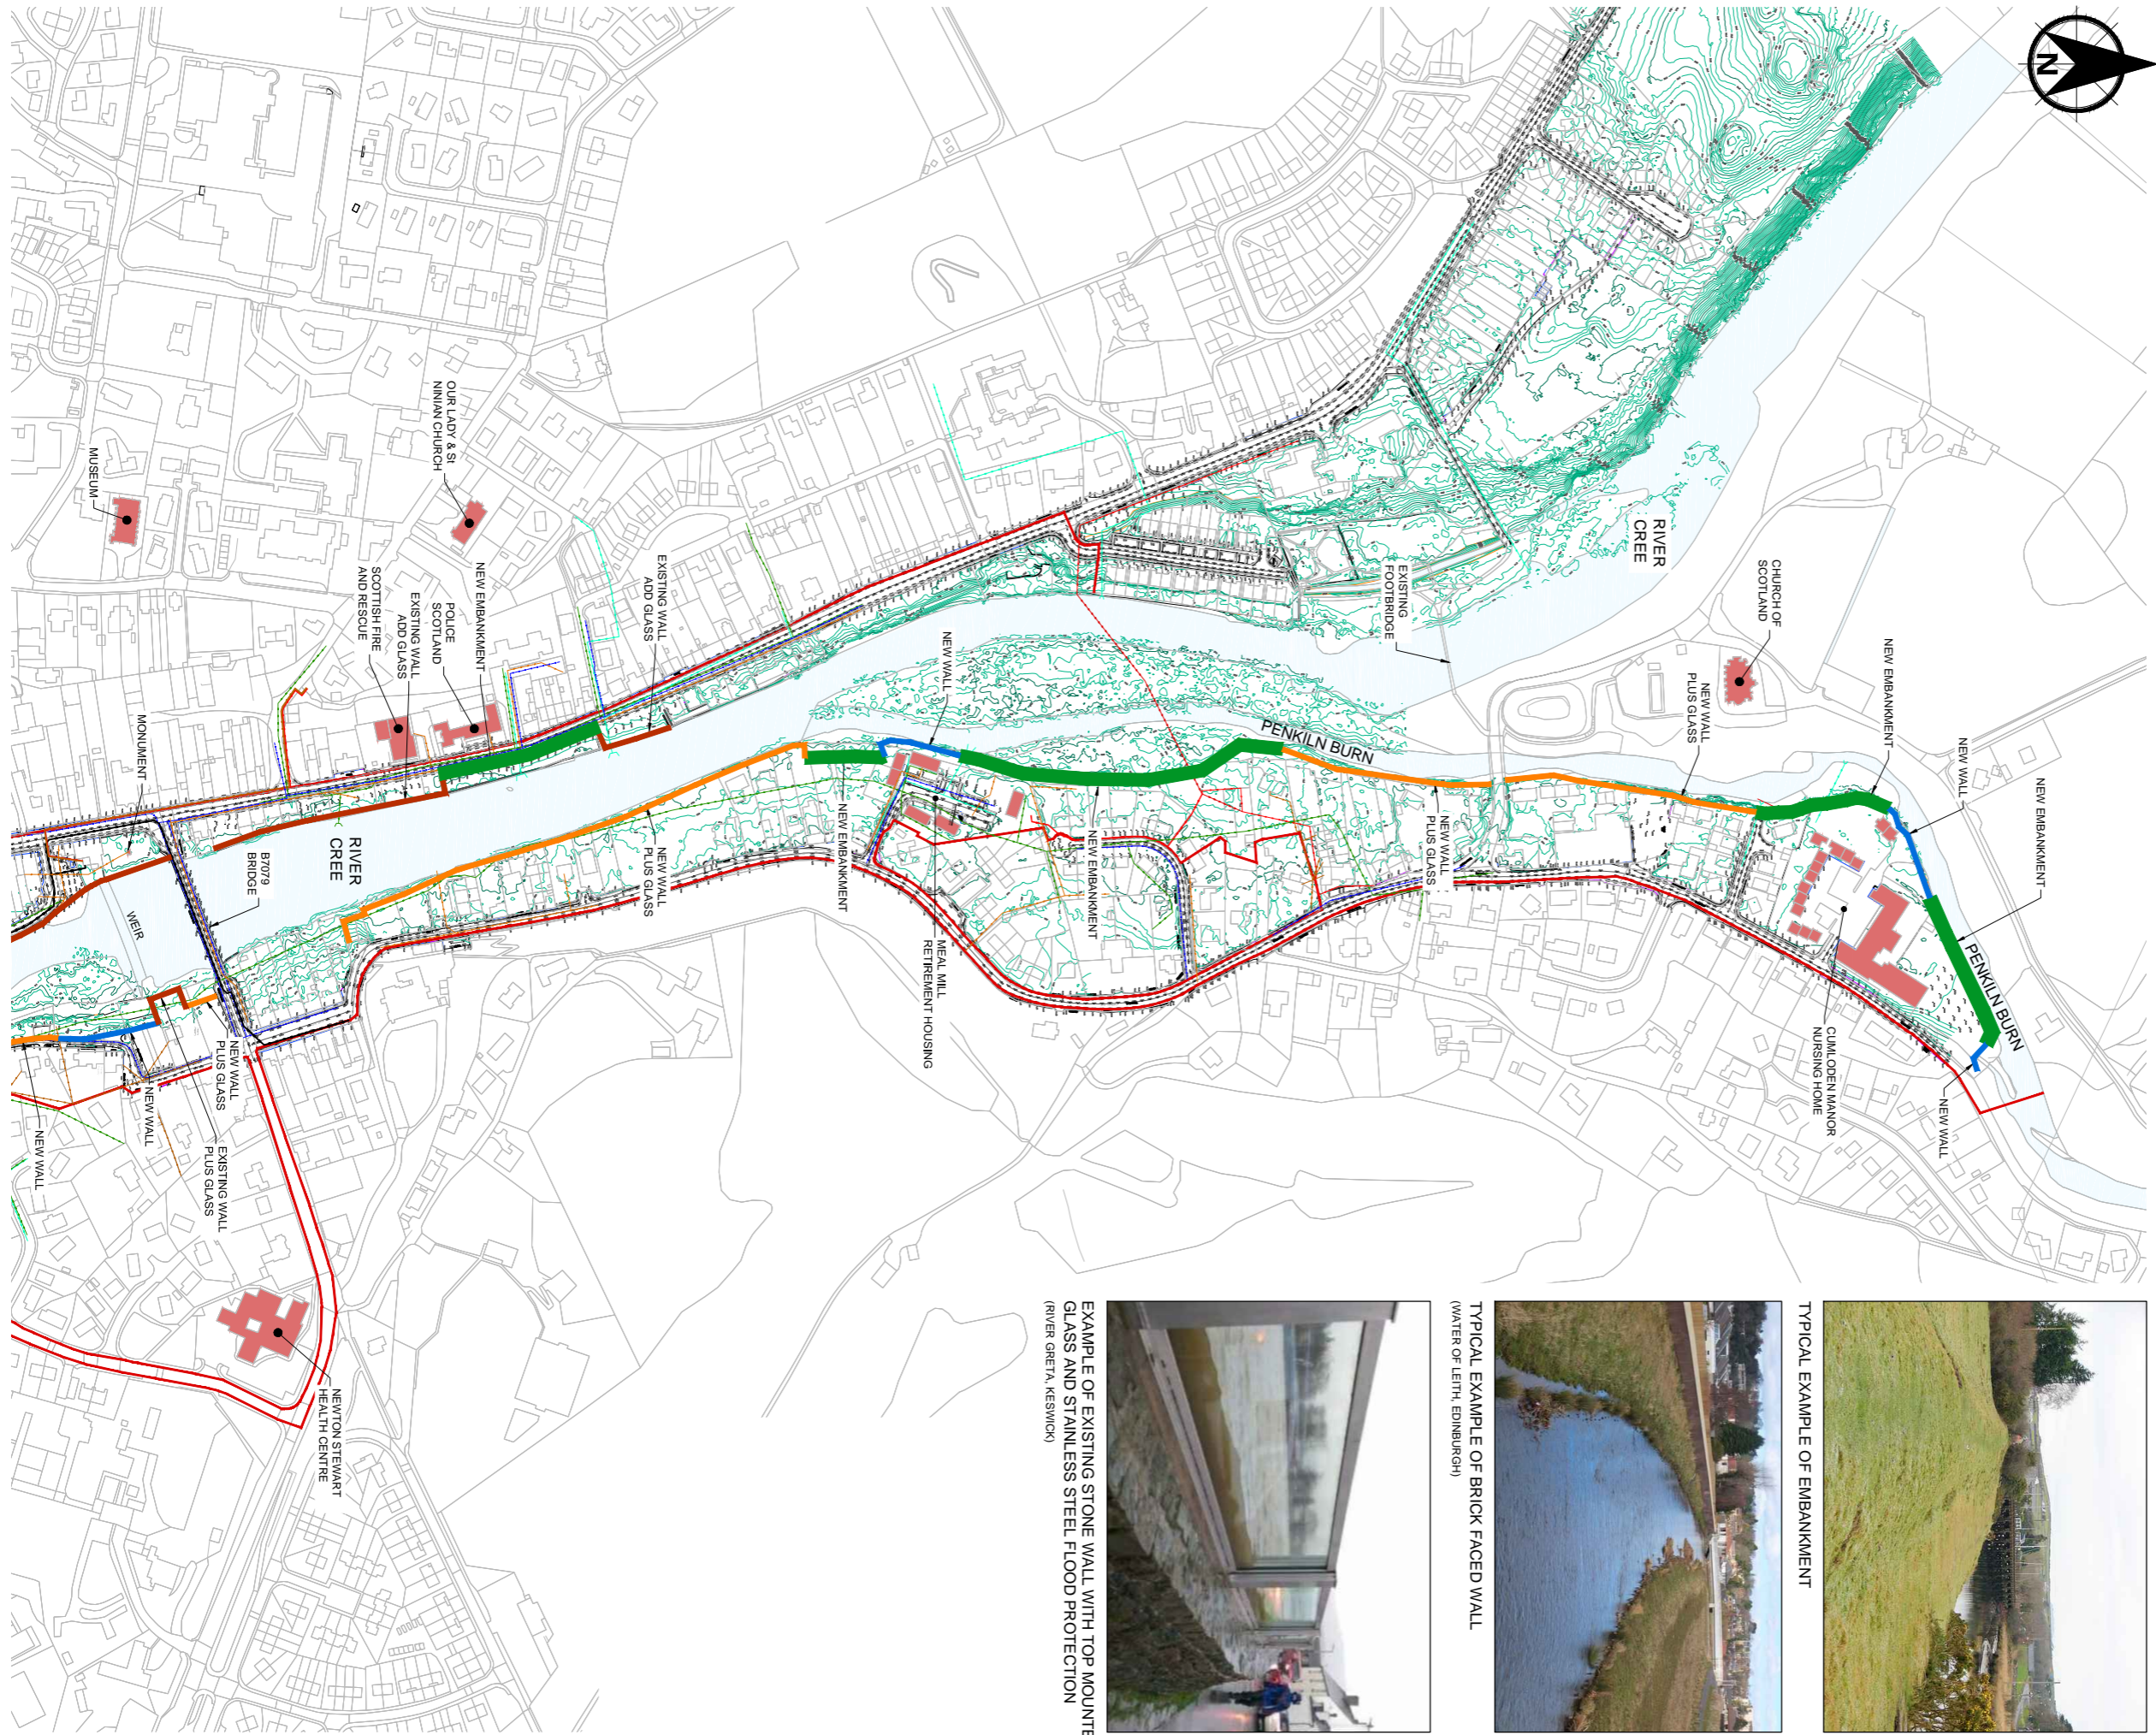 N
NEW EMBANKMENT
NEW WALL
NEW EMBANKMENT
PENKILN BURN
NEW WALL
CHURCH OF
SCOTLAND
CUMLODEN MANOR
NURSING HOME
NEW WALL
PLUS GLASS
RIVER
CREE
EXISTING
FOOTBRIDGE
PENKILN BURN
NEW WALL
PLUS GLASS
NEW EMBANKMENT
NEW WALL
MEAL MILL
RETIREMENT HOUSING
NEW EMBANKMENT
EXISTING WALL
ADD GLASS
NEW WALL
PLUS GLASS
OUR LADY & St
NINIAN CHURCH
NEW EMBANKMENT
POLICE
SCOTLAND
EXISTING WALL
ADD GLASS
SCOTTISH FIRE
AND RESCUE
RIVER
CREE
B7079
BRIDGE
MONUMENT
WEIR
MUSEUM
NEW WALL
PLUS GLASS
EXISTING WALL
PLUS GLASS
NEW WALL
NEW WALL
NEWTON STEWART
HEALTH CENTRE
TYPICAL EXAMPLE OF EMBANKMENT
TYPICAL EXAMPLE OF BRICK FACED WALL
(WATER OF LEITH, EDINBURGH)
EXAMPLE OF EXISTING STONE WALL WITH TOP MOUNTE
GLASS AND STAINLESS STEEL FLOOD PROTECTION
(RIVER GRETA, KESWICK)